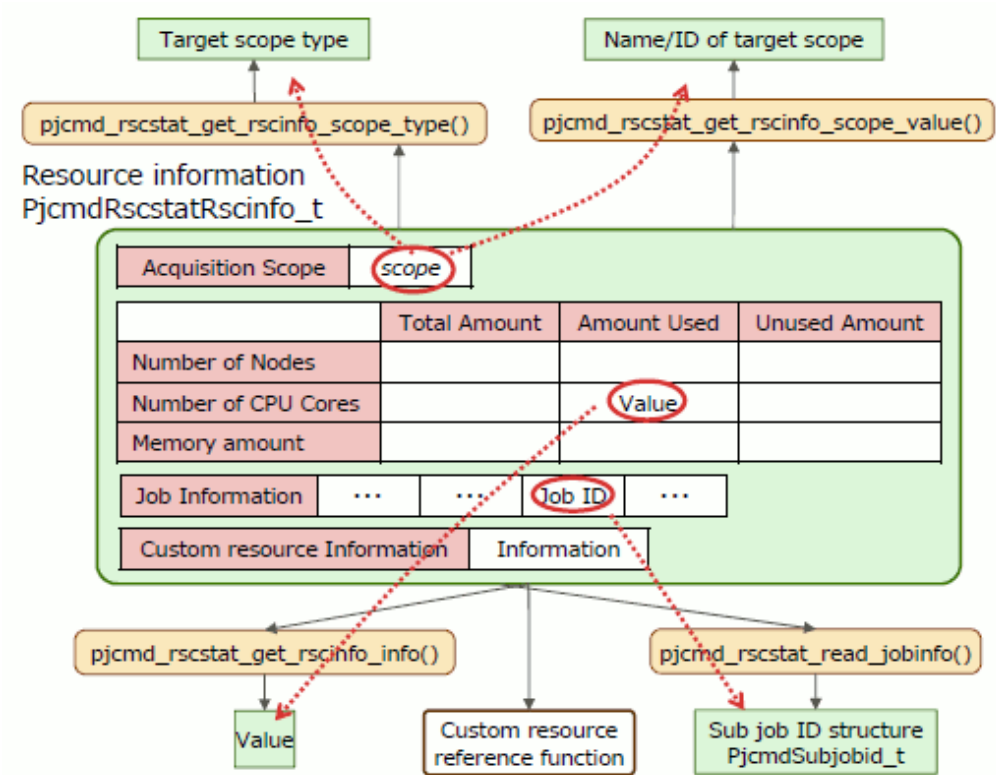 Target scope type
Name/ID of target scope
pjcmd_rscstat_get_rscinfo_scope_type()
pjcmd_rscstat_get_rscinfo_scope_value()
Resource information
PjcmdRscstatRscinfo_t
Acquisition Scope scope
Total Amount Amount Used Unused Amount
Number of Nodes
Number of CPU Cores Value
Memory amount
Job Information ... ... Job ID ...
Custom resource Information Information
pjcmd_rscstat_get_rscinfo_info()
pjcmd_rscstat_read_jobinfo()
Value
Custom resource
reference function
Sub job ID structure
PjcmdSubjobid_t